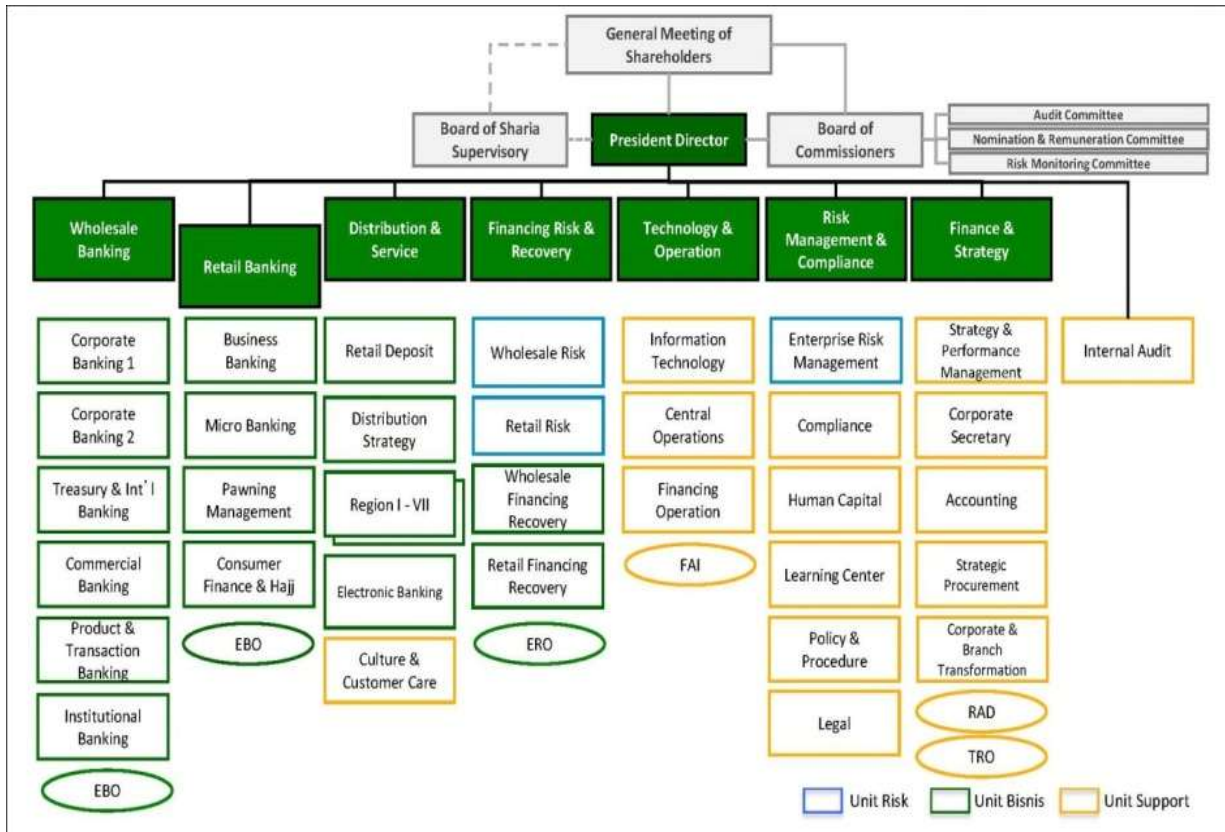 General Meeting of
Shareholders
Board of Sharia
Supervisory
President Director
Board of
Commissioners
Audit Committee
Nomination & Remuneration Committee
Risk Monitoring Committee
Wholesale
Banking
Retail Banking
Distribution &
Service
Financing Risk &
Recovery
Technology &
Operation
Risk
Management &
Compliance
Finance &
Strategy
Corporate
Banking 1
Corporate
Banking 2
Treasury & Int' l
Banking
Commercial
Banking
Product &
Transaction
Banking
Institutional
Banking
EBO
Business
Banking
Micro Banking
Pawning
Management
Consumer
Finance & Hajj
EBO
Retail Deposit
Distribution
Strategy
Region I - VII
Electronic Banking
Culture &
Customer Care
Wholesale Risk
Retail Risk
Wholesale
Financing
Recovery
Retail Financing
Recovery
ERO
Information
Technology
Central
Operations
Financing
Operation
FAI
Enterprise Risk
Management
Compliance
Human Capital
Learning Center
Policy &
Procedure
Legal
Strategy &
Performance
Management
Corporate
Secretary
Accounting
Strategic
Procurement
Corporate &
Branch
Transformation
RAD
TRO
Internal Audit
Unit Risk
Unit Bisnis
Unit Support